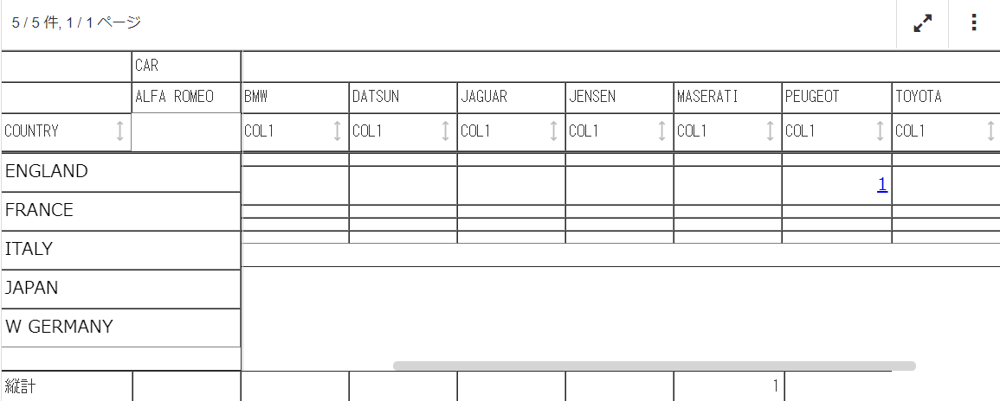 5 / 5 件, 1 / 1 ページ
CAR
ALFA ROMEO BMW DATSUN JAGUAR JENSEN MASERATI PEUGEOT TOYOTA
COUNTRY COL1 COL1 COL1 COL1 COL1 COL1 COL1
ENGLAND
1
FRANCE
ITALY
JAPAN
W GERMANY
縦計 1